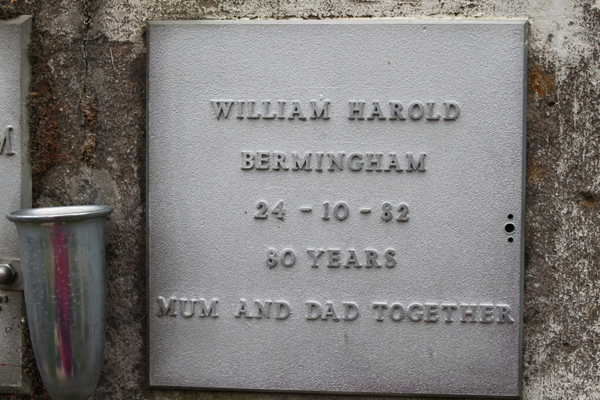 M
WILLIAM HAROLD
BERMINGHAM
24-10-82
80 YEARS
MUM AND DAD TOGETHER